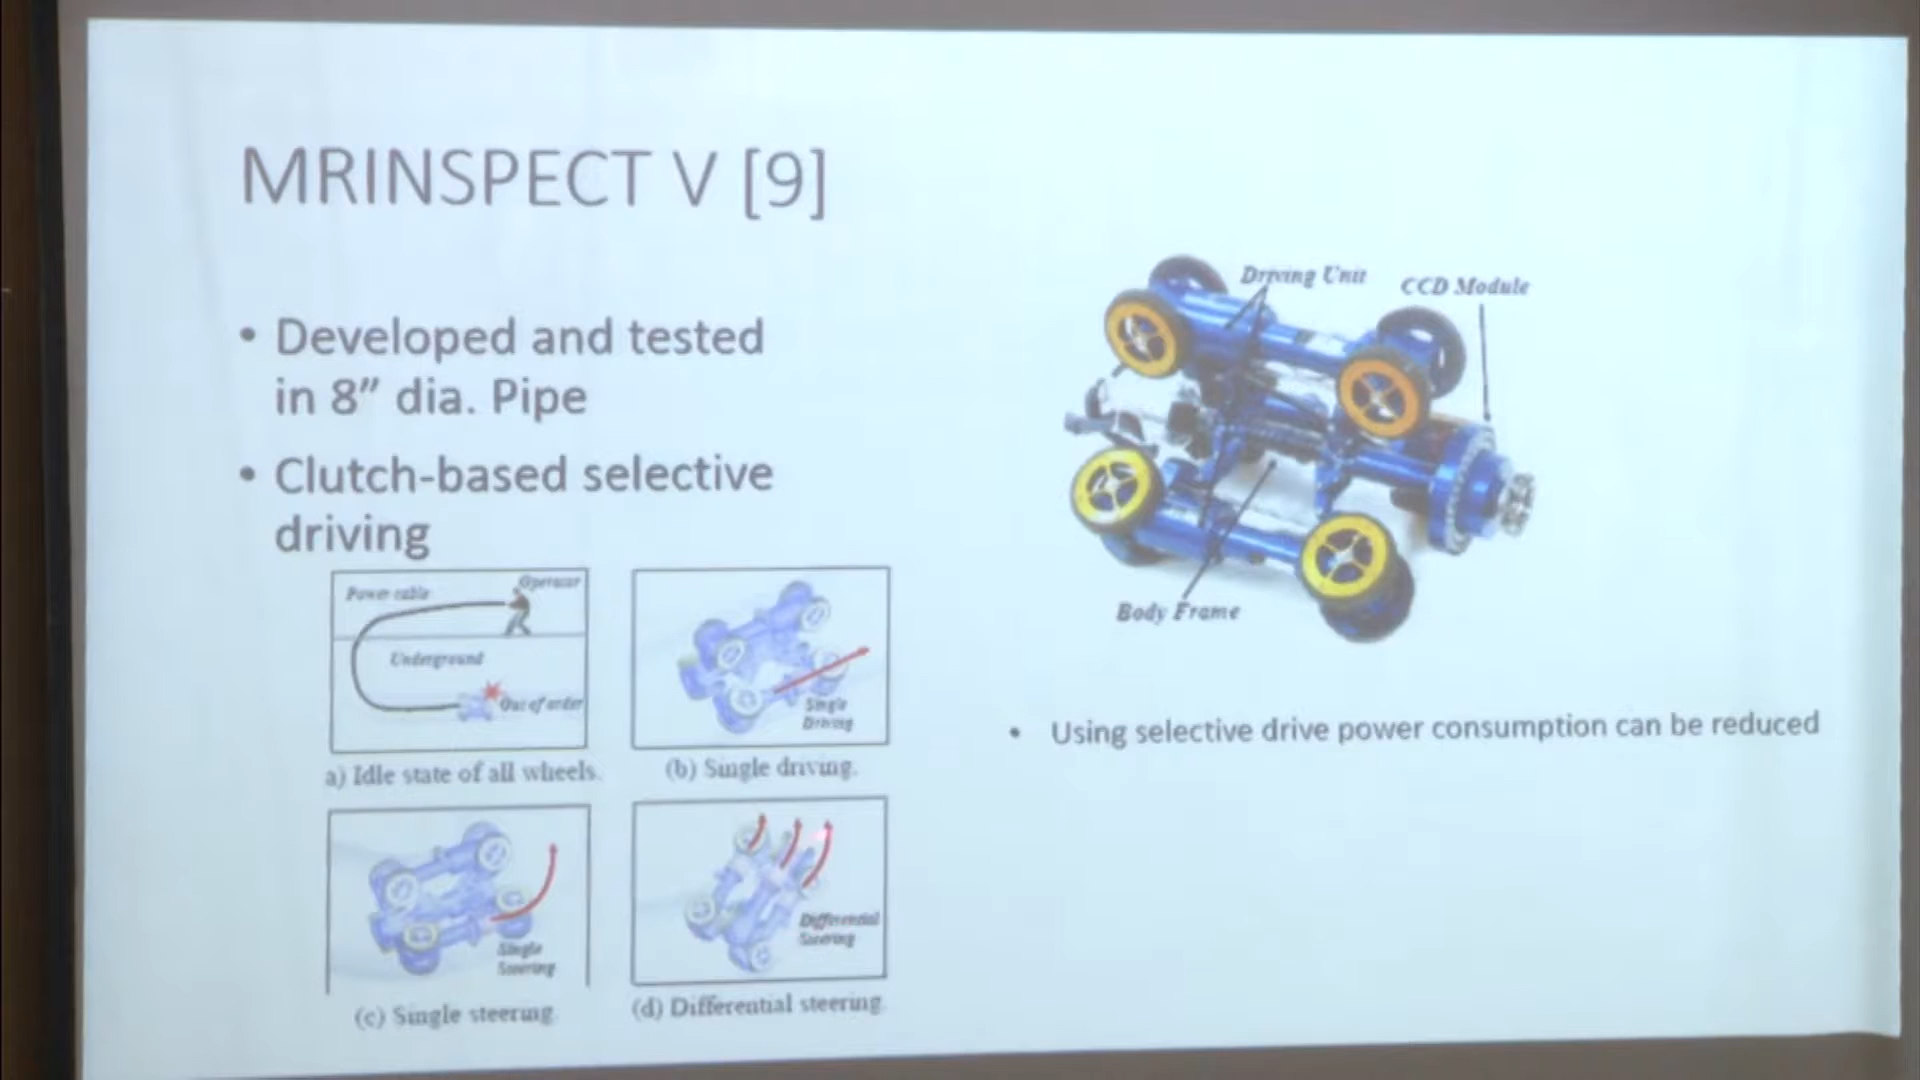 MRINSPECT V [9]
• Developed and tested
in 8” dia. Pipe
• Clutch-based selective
driving
Power cable
Operator
Underground
Out of order
a) Idle state of all wheels.
Single
Driving
(b) Single driving.
Single
Steering
(c) Single steering.
Differential
Steering
(d) Differential steering.
Driving Unit
CCD Module
Body Frame
• Using selective drive power consumption can be reduced